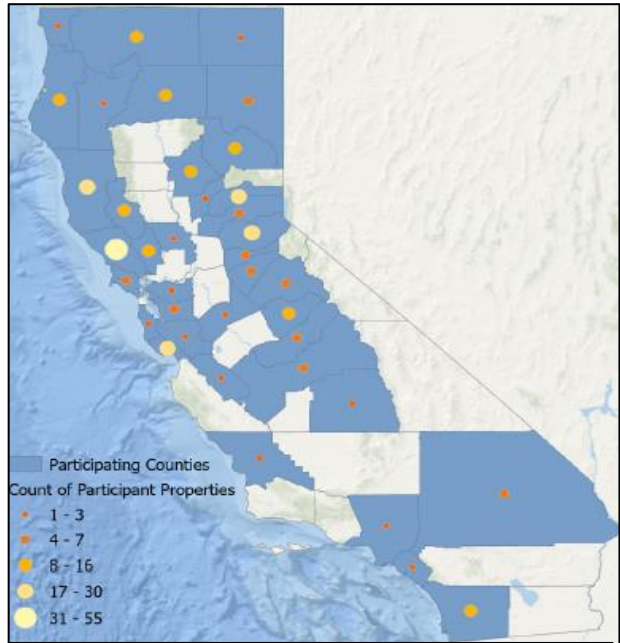 Participating Counties
Count of Participant Properties
1 - 3
4 - 7
8 - 16
17 - 30
31 - 55